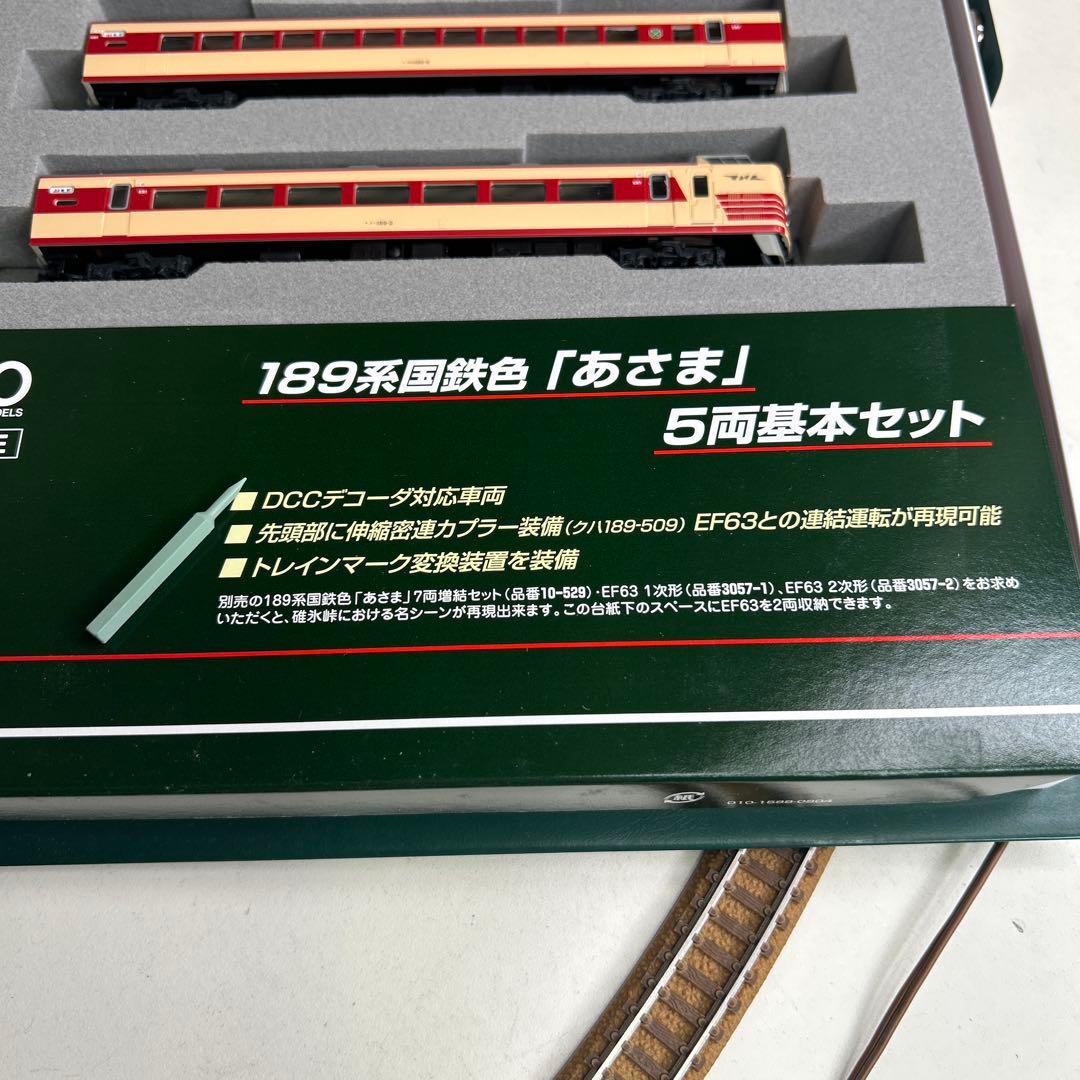 189系国鉄色「あさま」
5両基本セット
■ DCCデコーダ対応車両
■ 先頭部に伸縮密連カプラー装備(クハ189-509) EF63との連結運転が再現可能
■ トレインマーク変換装置を装備
別売の189系国鉄色「あさま」7両増結セット(品番10-529)・EF63 1次形(品番3057-1)、EF63 2次形(品番3057-2)をお求め
いただくと、碓氷峠における名シーンが再現出来ます。この台紙下のスペースにEF63を2両収納できます。
紙